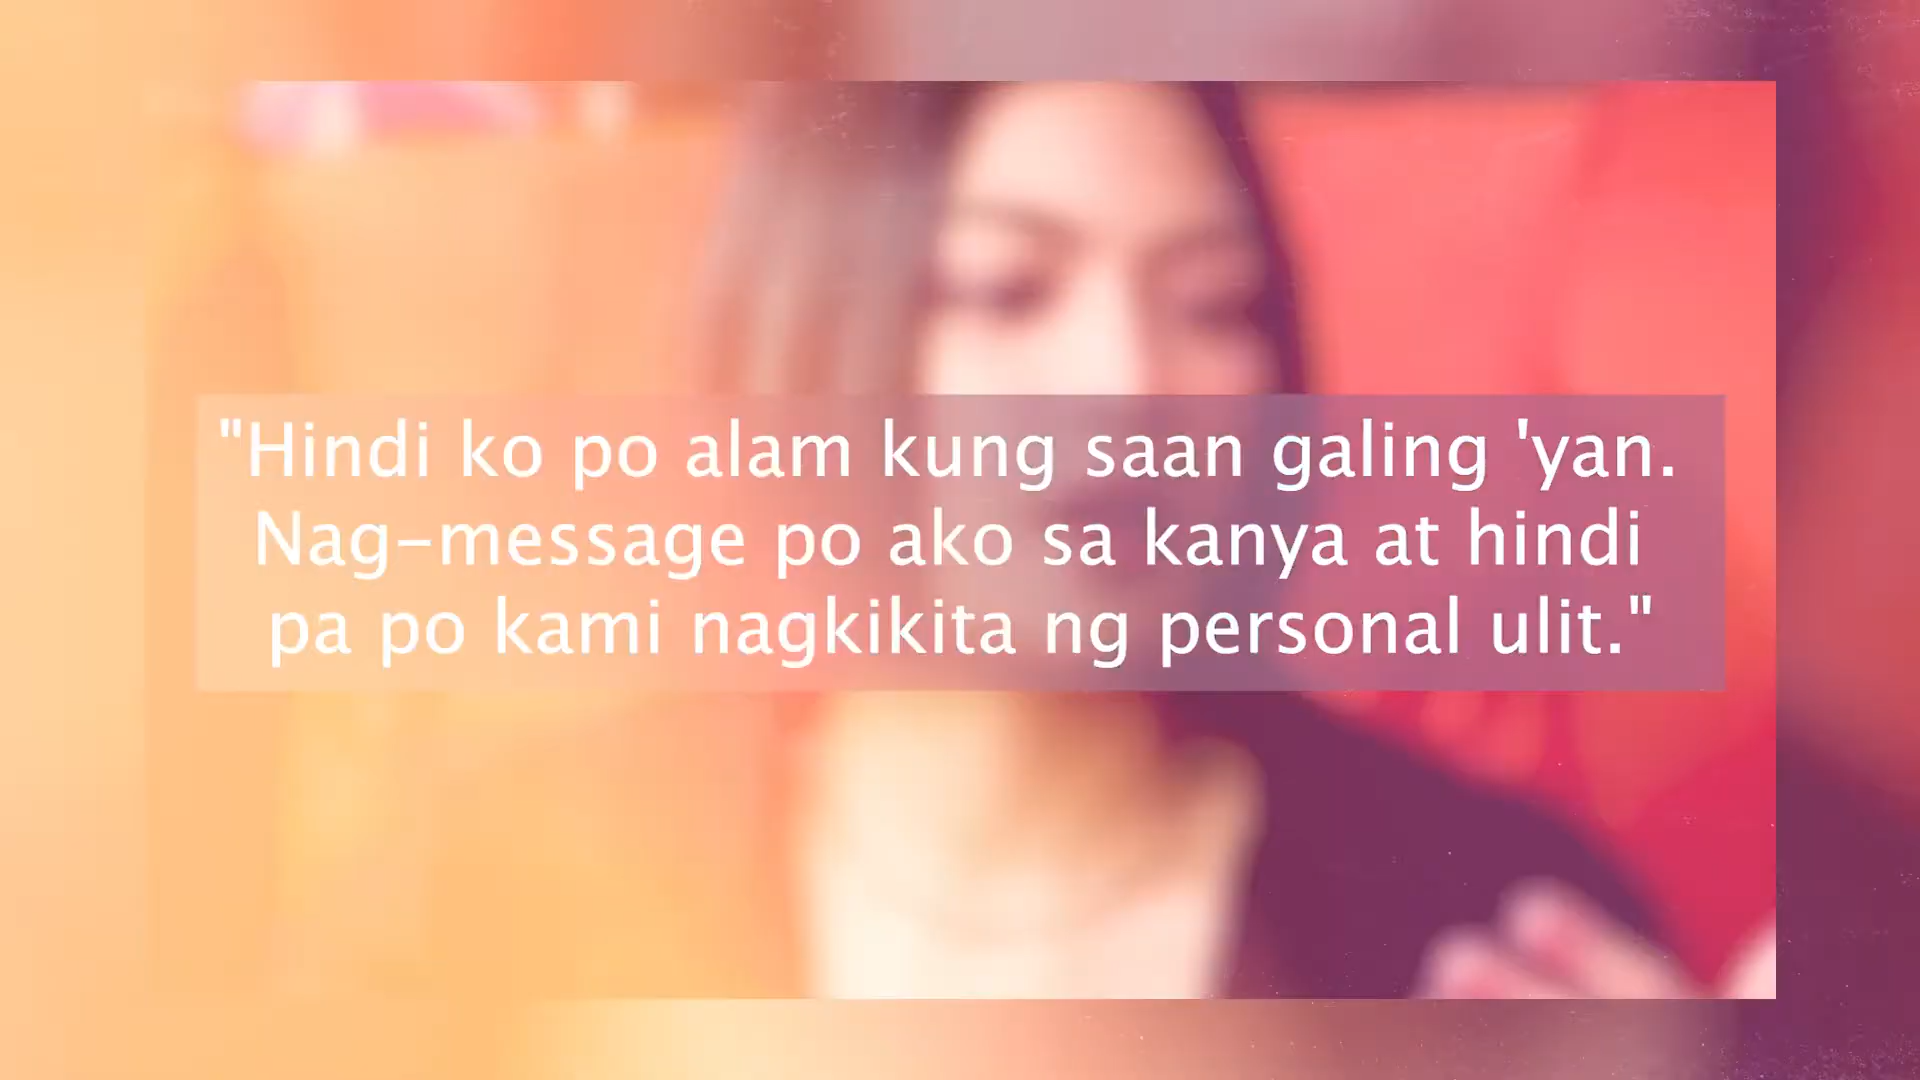 "Hindi ko po alam kung saan galing 'yan.
Nag-message po ako sa kanya at hindi
pa po kami nagkikita ng personal ulit."